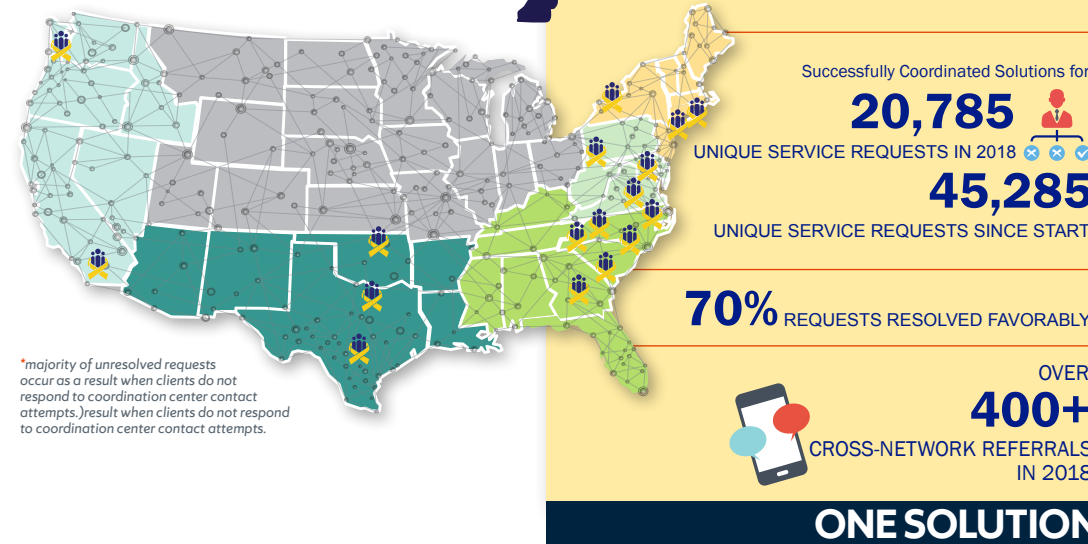 Successfully Coordinated Solutions for
20,785
UNIQUE SERVICE REQUESTS IN 2018
45,285
UNIQUE SERVICE REQUESTS SINCE START
70% REQUESTS RESOLVED FAVORABLY
*majority of unresolved requests
occur as a result when clients do not
respond to coordination center contact
attempts.)result when clients do not respond
to coordination center contact attempts.
OVER
400+
CROSS-NETWORK REFERRALS
IN 2018
ONE SOLUTION